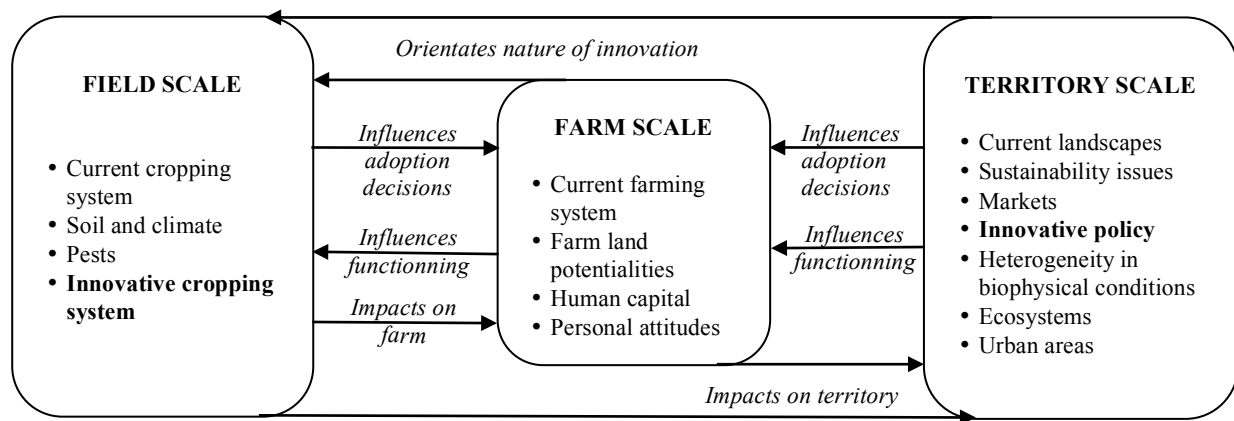 Orientates nature of innovation
FIELD SCALE
• Current cropping
system
• Soil and climate
• Pests
• Innovative cropping
system
Influences
adoption
decisions
Influences
functionning
Impacts on
farm
FARM SCALE
• Current farming
system
• Farm land
potentialities
• Human capital
• Personal attitudes
Influences
adoption
decisions
Influences
functionning
TERRITORY SCALE
• Current landscapes
• Sustainability issues
• Markets
• Innovative policy
• Heterogeneity in
biophysical conditions
• Ecosystems
• Urban areas
Impacts on territory